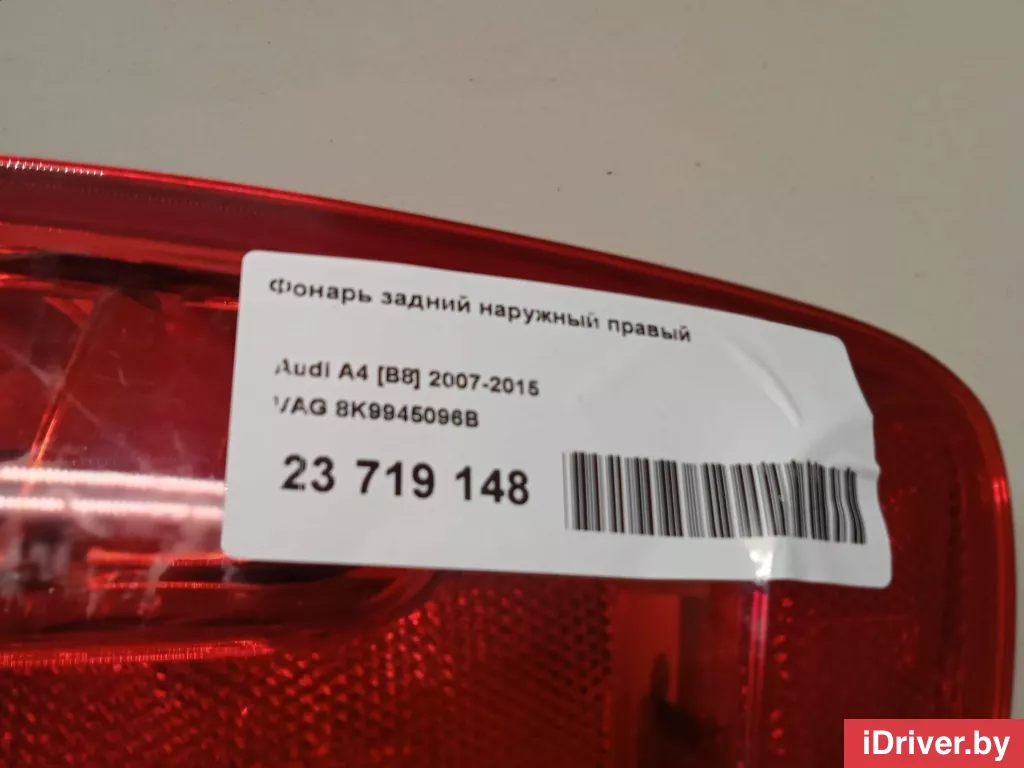 Фонарь задний наружный правый
Audi A4 [B8] 2007-2015
VAG 8K9945096B
23 719 148
iDriver.by